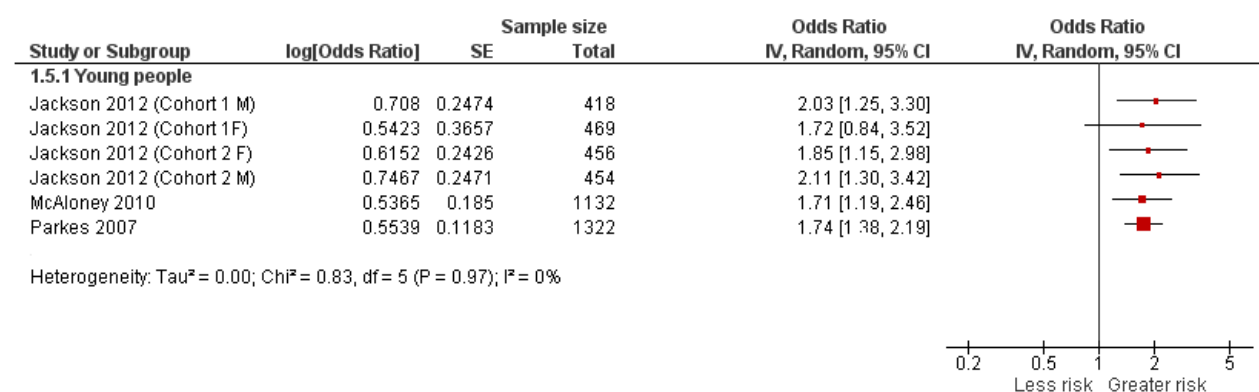 Sample size Odds Ratio Odds Ratio
Study or Subgroup log[Odds Ratio] SE Total IV, Random, 95% CI IV, Random, 95% CI
1.5.1 Young people
Jackson 2012 (Cohort 1 M) 0.708 0.2474 418 2.03 [1.25, 3.30]
Jackson 2012 (Cohort 1F) 0.5423 0.3657 469 1.72 [0.84, 3.52]
Jackson 2012 (Cohort 2 F) 0.6152 0.2426 456 1.85 [1.15, 2.98]
Jackson 2012 (Cohort 2 M) 0.7467 0.2471 454 2.11 [1.30, 3.42]
McAloney 2010 0.5365 0.185 1132 1.71 [1.19, 2.46]
Parkes 2007 0.5539 0.1183 1322 1.74 [1.38, 2.19]
Heterogeneity: Tau² = 0.00; Chi² = 0.83, df = 5 (P = 0.97); I² = 0%
0.2 0.5 1 2 5
Less risk Greater risk